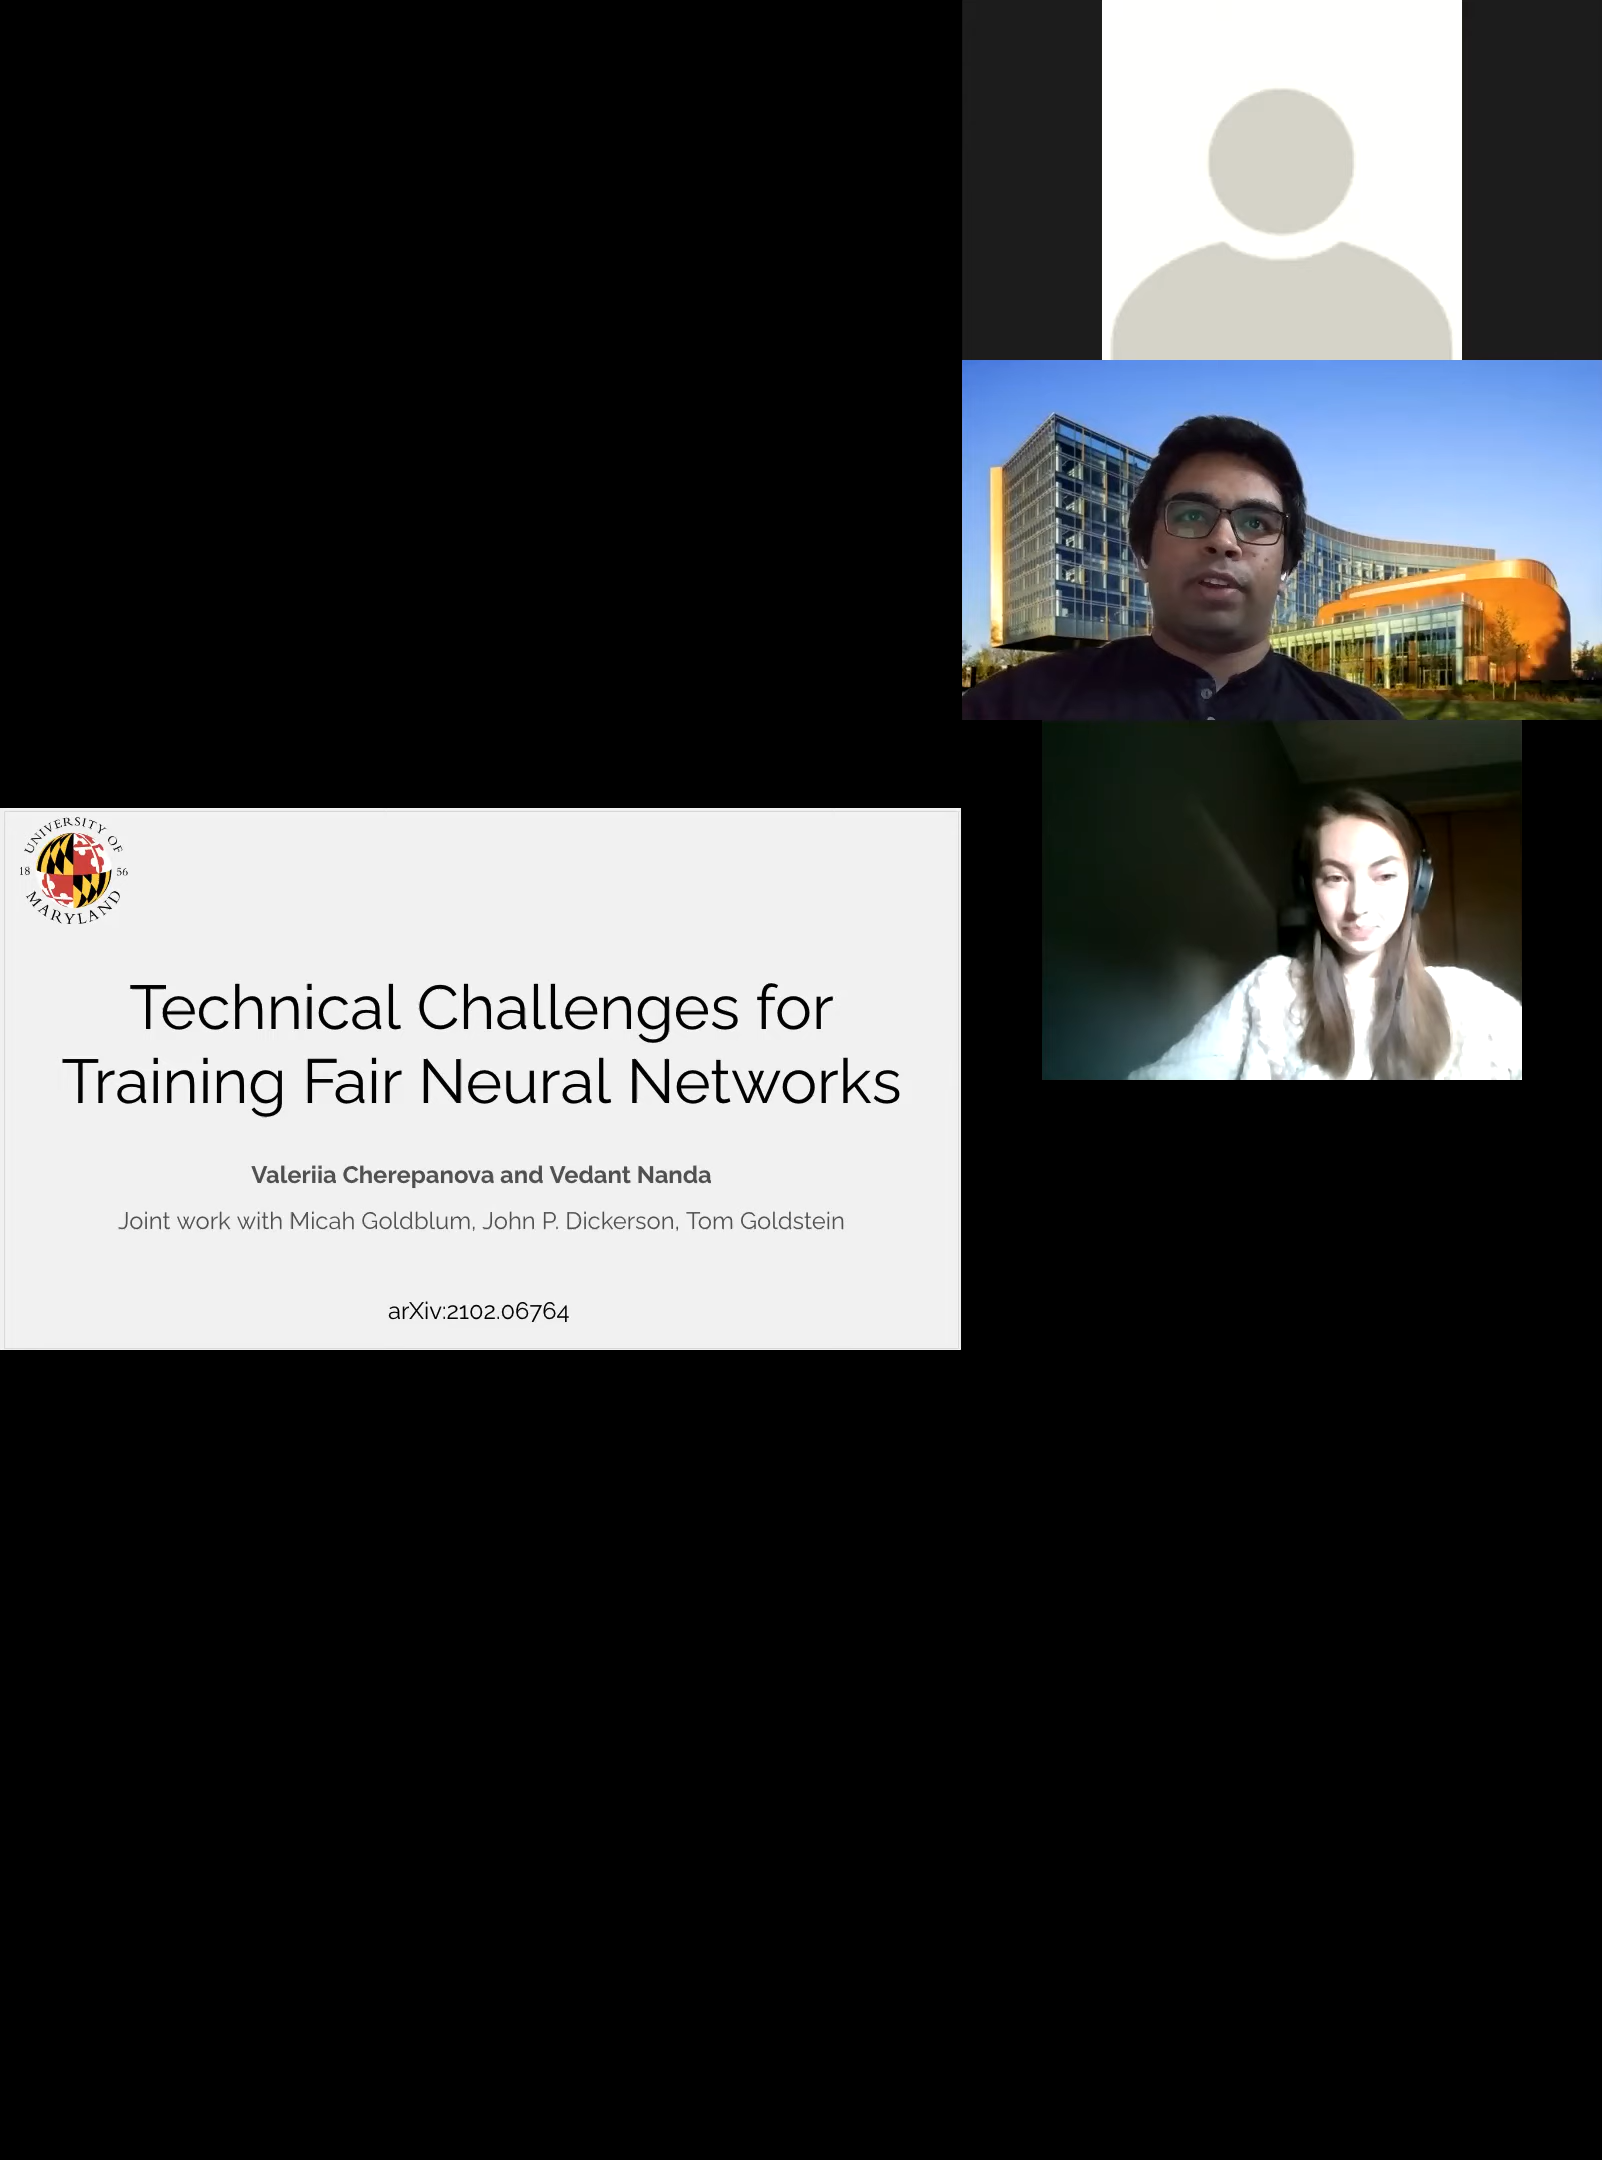 UNIVERSITY OF
18 56
MARYLAND
Technical Challenges for
Training Fair Neural Networks
Valeriia Cherepanova and Vedant Nanda
Joint work with Micah Goldblum, John P. Dickerson, Tom Goldstein
arXiv:2102.06764